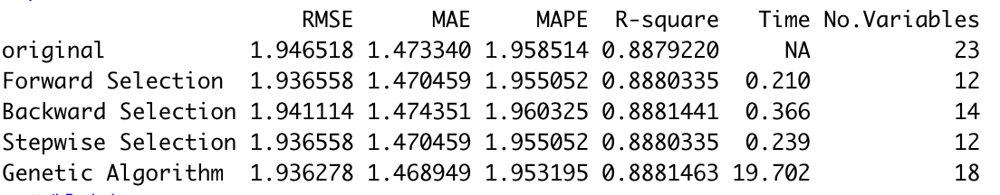 RMSE MAE MAPE R-square Time No.Variables
original 1.946518 1.473340 1.958514 0.8879220 NA 23
Forward Selection 1.936558 1.470459 1.955052 0.8880335 0.210 12
Backward Selection 1.941114 1.474351 1.960325 0.8881441 0.366 14
Stepwise Selection 1.936558 1.470459 1.955052 0.8880335 0.239 12
Genetic Algorithm 1.936278 1.468949 1.953195 0.8881463 19.702 18